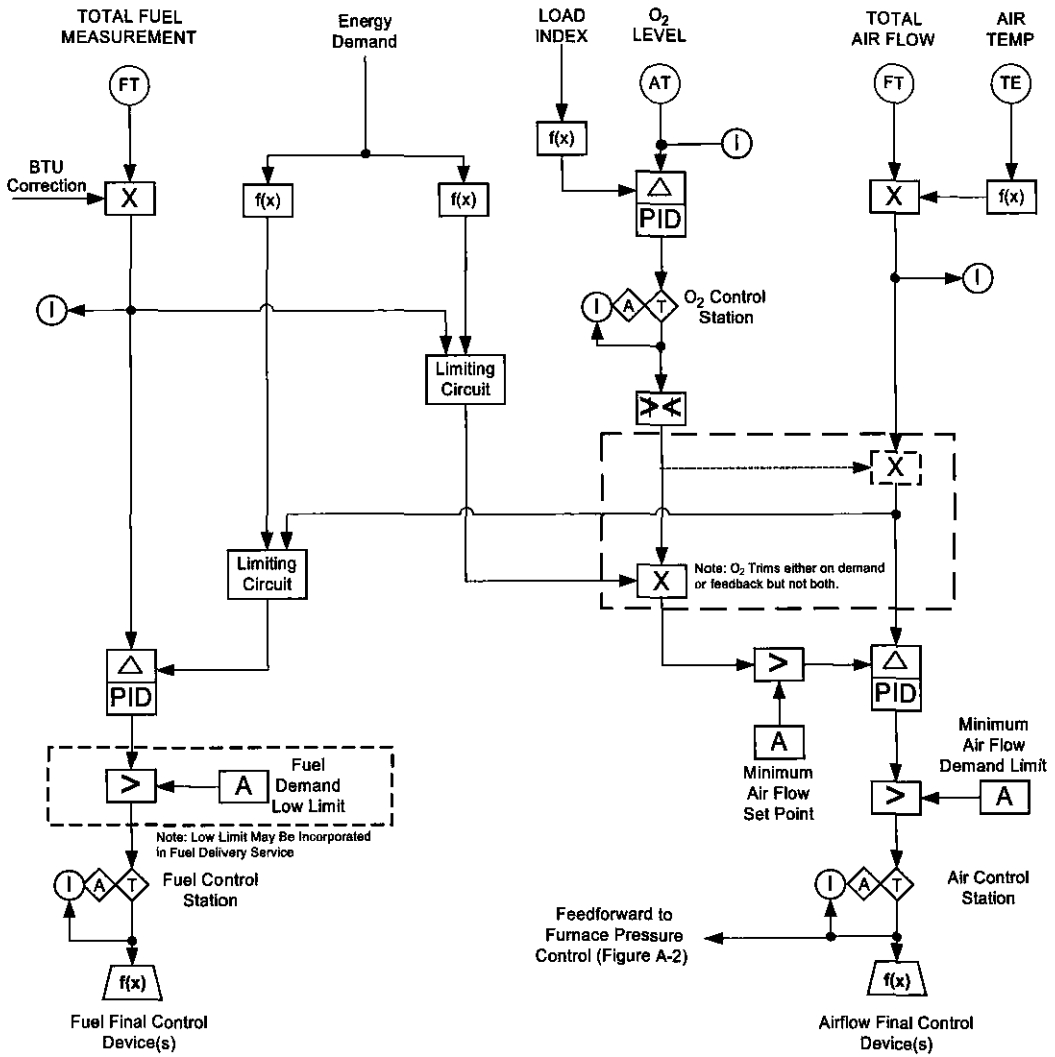 TOTAL FUEL
MEASUREMENT
Energy
Demand
LOAD
INDEX
O₂
LEVEL
TOTAL
AIR FLOW
AIR
TEMP
FT
AT
FT
TE
f(x)
I
BTU
Correction
X
f(x)
f(x)
△
PID
X
f(x)
I
I
I
A
T
O₂ Control
Station
Limiting
Circuit
> <
X
Limiting
Circuit
X
Note: O₂ Trims either on demand
or feedback but not both.
△
PID
>
△
PID
A
Minimum
Air Flow
Set Point
Minimum
Air Flow
Demand Limit
>
A
Fuel
Demand
Low Limit
>
A
Note: Low Limit May Be Incorporated
in Fuel Delivery Service
I
A
T
Fuel Control
Station
I
A
T
Air Control
Station
Feedforward to
Furnace Pressure
Control (Figure A-2)
f(x)
f(x)
Fuel Final Control
Device(s)
Airflow Final Control
Device(s)